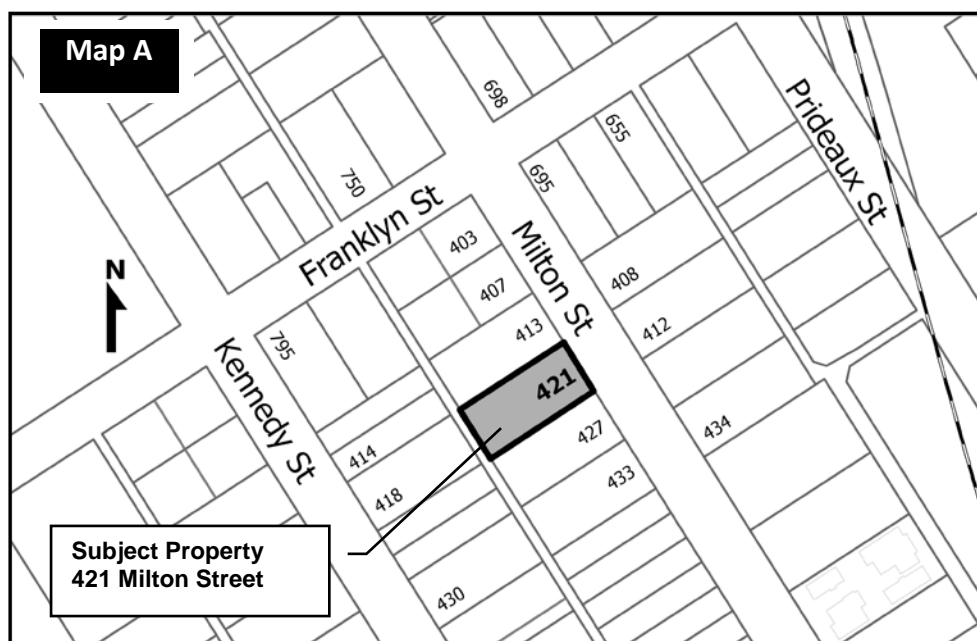 Map A
698
655
695
750
Prideaux St
Franklyn St
403
Milton St
407
408
N
413
412
795
421
Kennedy St
427
434
414
433
418
Subject Property
421 Milton Street
430